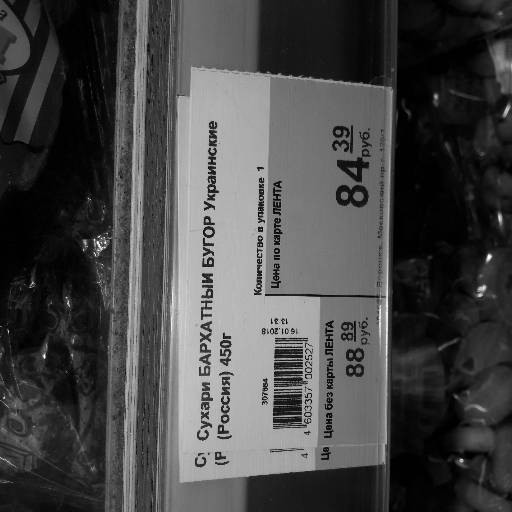 Сухари БАРХАТНЫЙ БУГОР Украинские
(Россия) 450г
Количество в упаковке 1
Цена по карте ЛЕНТА
84 39
руб.
16.01.2018
13:31
397664
4 603357 002527
Цена без карты ЛЕНТА
88 89
руб.